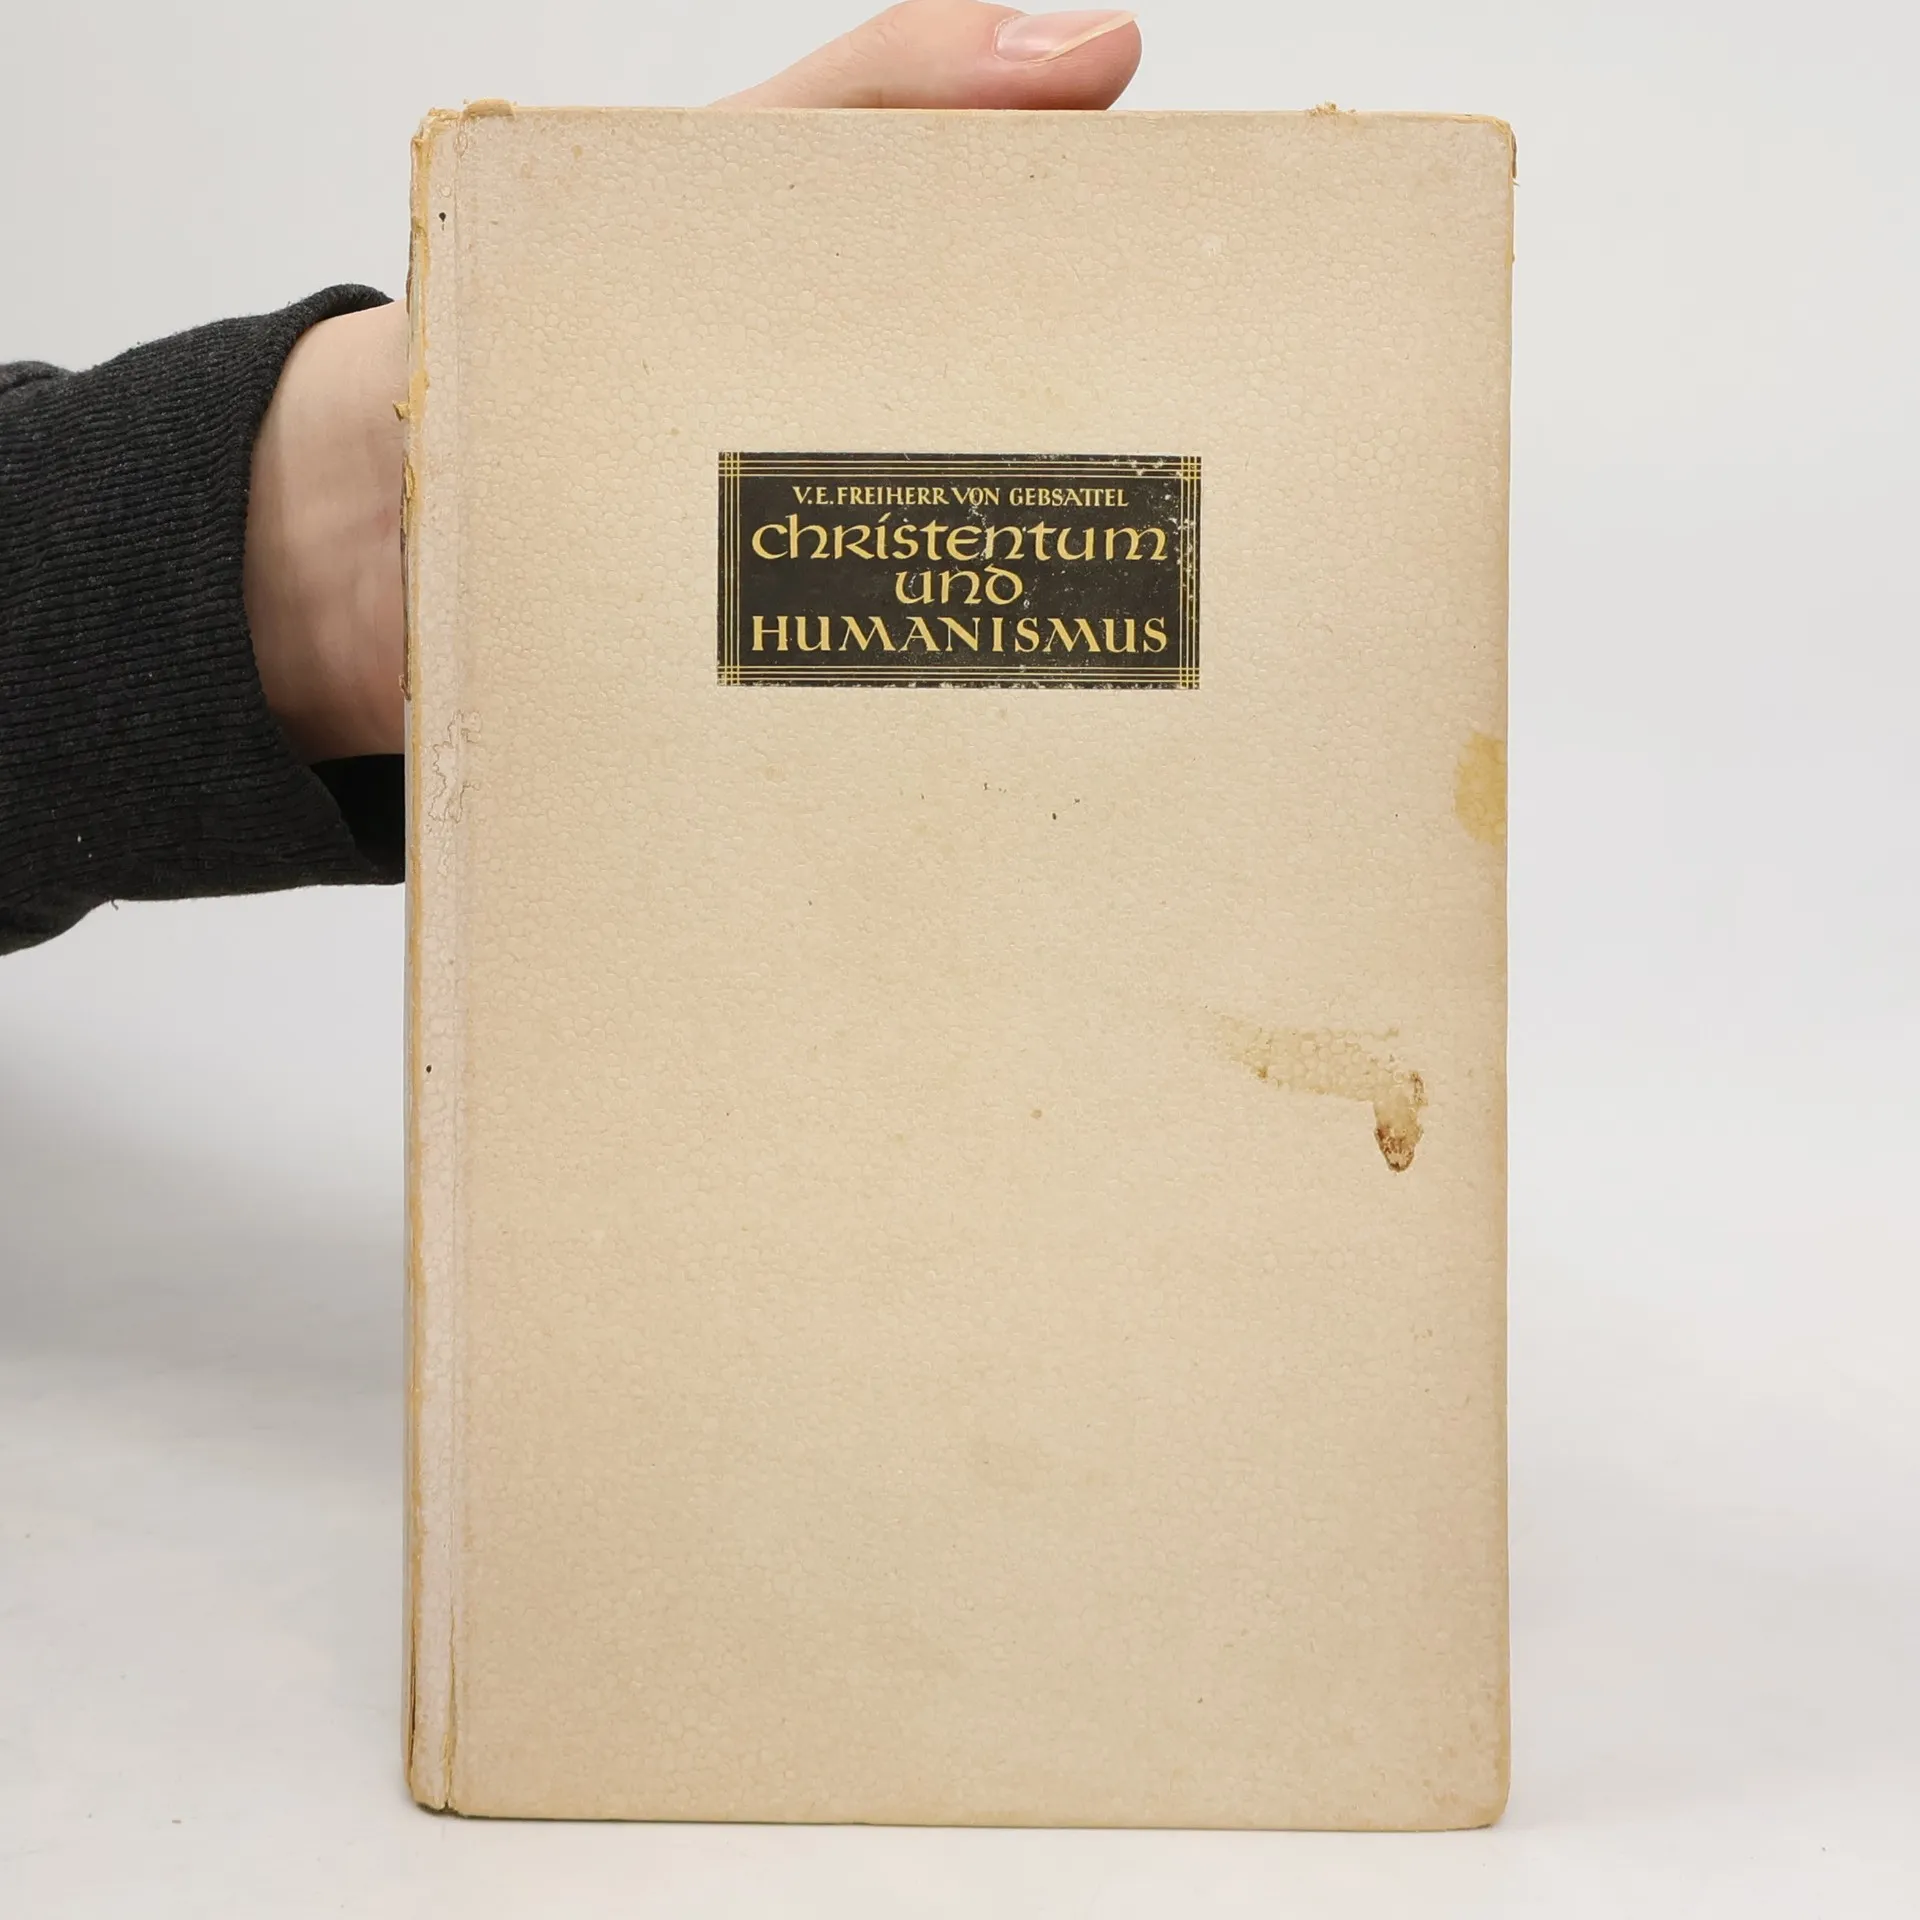 V.E. FREIHERR VON GEBSATTEL
christentum
und
HUMANISMUS